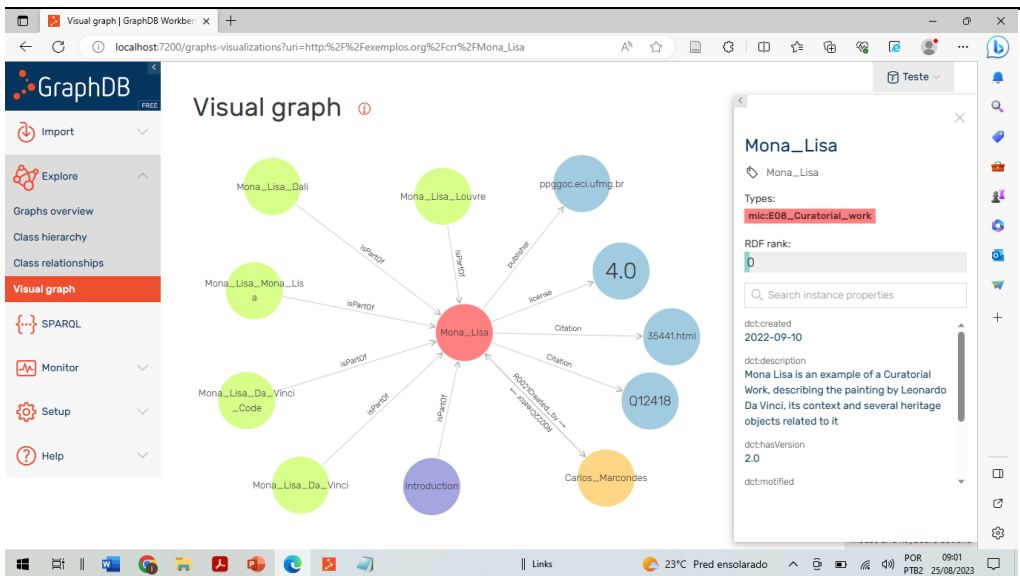 Visual graph | GraphDB Workben
localhost:7200/graphs-visualizations?uri=http:%2F%2Fexemplos.org%2Fcrr%2FMona_Lisa
GraphDB
FREE
Import
Explore
Graphs overview
Class hierarchy
Class relationships
Visual graph
SPARQL
Monitor
Setup
Help
Teste
Visual graph
Mona_Lisa_Dali
Mona_Lisa_Louvre
ppggoc.eci.ufmg.br
isPartOf
isPartOf
publisher
4.0
Mona_Lisa_Mona_Lis
a
license
isPartOf
Mona_Lisa
Citation
35441.html
isPartOf
Citation
Mona_Lisa_Da_Vinci
_Code
isPartOf
isPartOf
R0021Created_by →
← R0022Creator
Q12418
Mona_Lisa_Da_Vinci
Introduction
Carlos_Marcondes
Mona_Lisa
Mona_Lisa
Types:
mic:E08_Curatorial_work
RDF rank:
0
Search instance properties
dct:created
2022-09-10
dct:description
Mona Lisa is an example of a Curatorial
Work, describing the painting by Leonardo
Da Vinci, its context and several heritage
objects related to it
dct:hasVersion
2.0
dct:motified
Links
23°C Pred ensolarado
POR
PTB2
09:01
25/08/2023